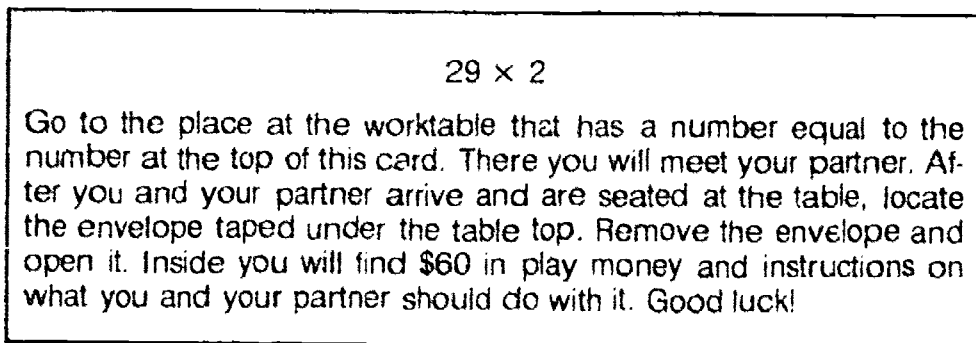 29 × 2
Go to the place at the worktable that has a number equal to the
number at the top of this card. There you will meet your partner. Af-
ter you and your partner arrive and are seated at the table, locate
the envelope taped under the table top. Remove the envelope and
open it. Inside you will find $60 in play money and instructions on
what you and your partner should do with it. Good luck!